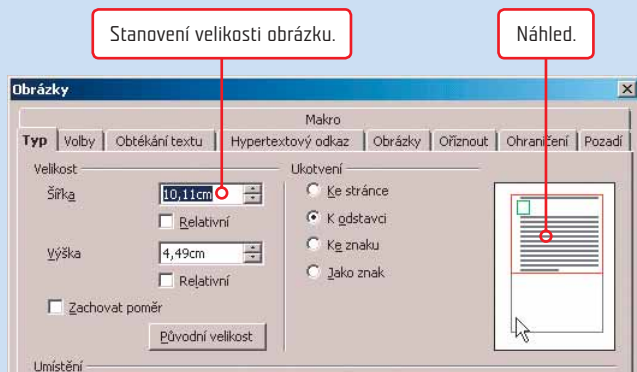 Stanovení velikosti obrázku.
Náhled.
Obrázky
Makro
Typ Volby Obtékání textu Hypertextový odkaz Obrázky Oříznout Ohraničení Pozadí
Velikost
Ukotvení
Šířka
10,11cm
Ke stránce
Relativní
K odstavci
Výška
4,49cm
Ke znaku
Relativní
Jako znak
Zachovat poměr
Původní velikost
Umístění